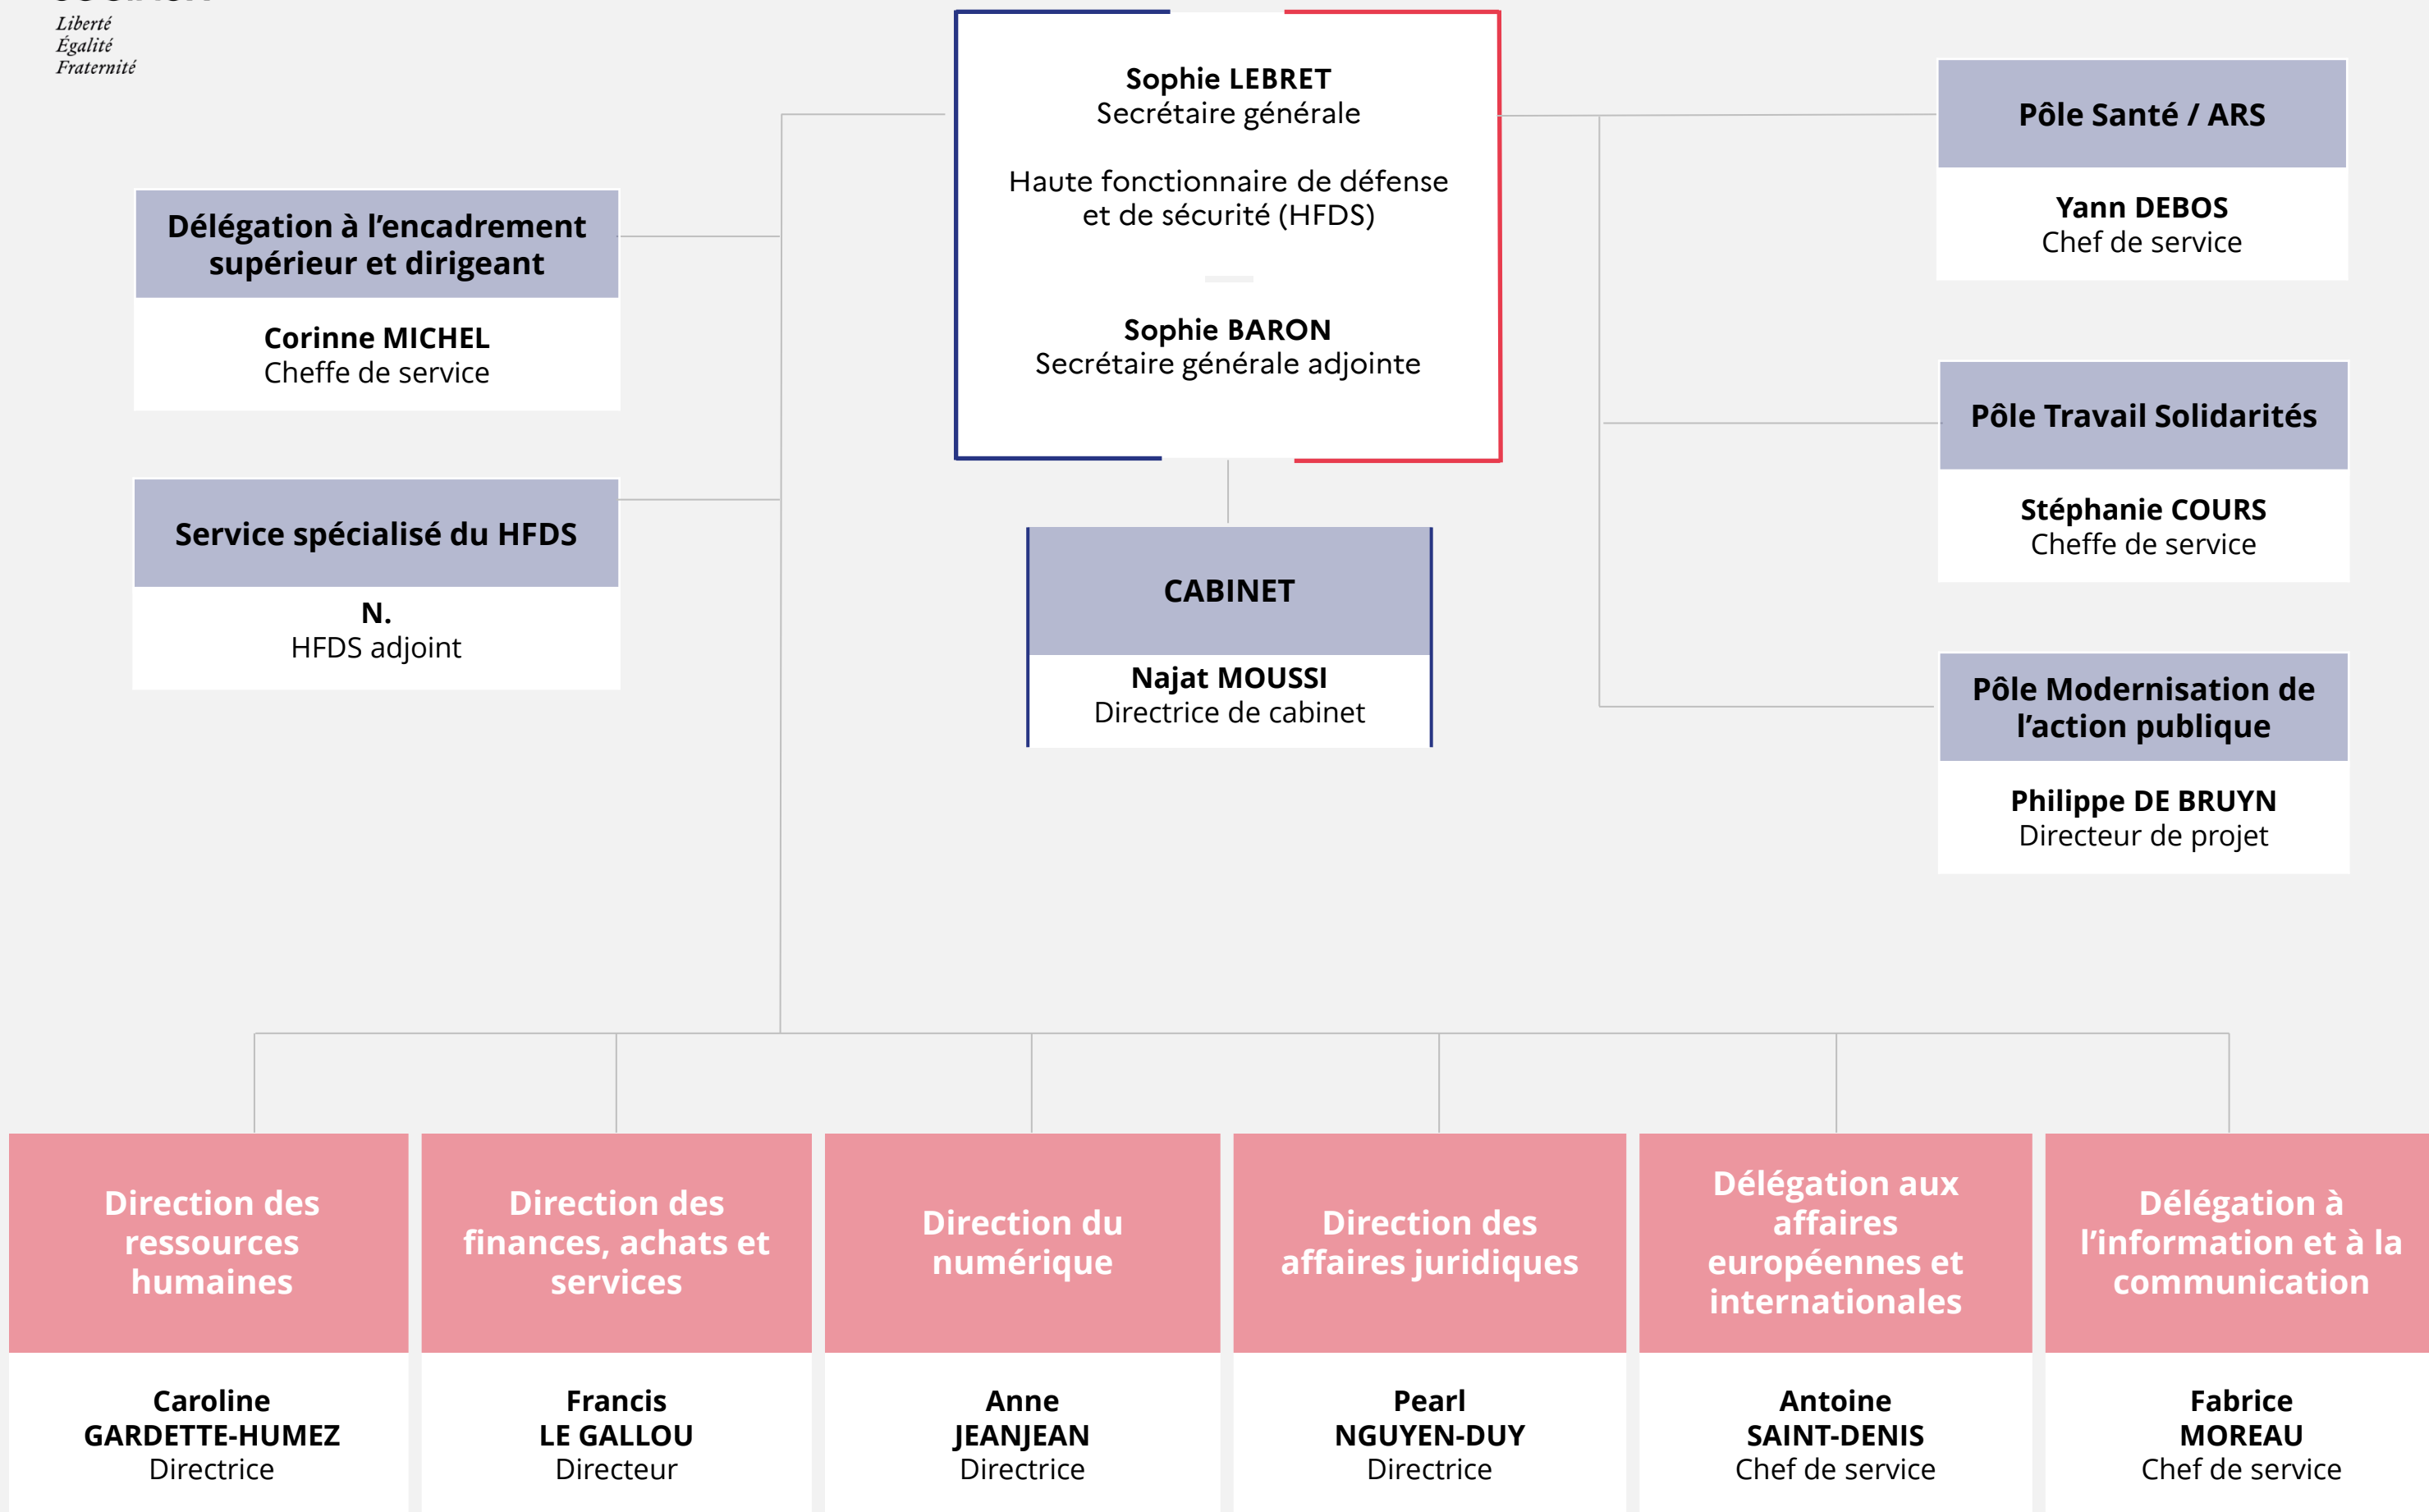 Liberté
Égalité
Fraternité
Sophie LEBRET
Secrétaire générale
Haute fonctionnaire de défense
et de sécurité (HFDS)
Sophie BARON
Secrétaire générale adjointe
Délégation à l’encadrement
supérieur et dirigeant
Corinne MICHEL
Cheffe de service
Service spécialisé du HFDS
N.
HFDS adjoint
CABINET
Najat MOUSSI
Directrice de cabinet
Pôle Santé / ARS
Yann DEBOS
Chef de service
Pôle Travail Solidarités
Stéphanie COURS
Cheffe de service
Pôle Modernisation de
l’action publique
Philippe DE BRUYN
Directeur de projet
Direction des
ressources
humaines
Caroline
GARDETTE-HUMEZ
Directrice
Direction des
finances, achats et
services
Francis
LE GALLOU
Directeur
Direction du
numérique
Anne
JEANJEAN
Directrice
Direction des
affaires juridiques
Pearl
NGUYEN-DUY
Directrice
Délégation aux
affaires
européennes et
internationales
Antoine
SAINT-DENIS
Chef de service
Délégation à
l’information et à la
communication
Fabrice
MOREAU
Chef de service